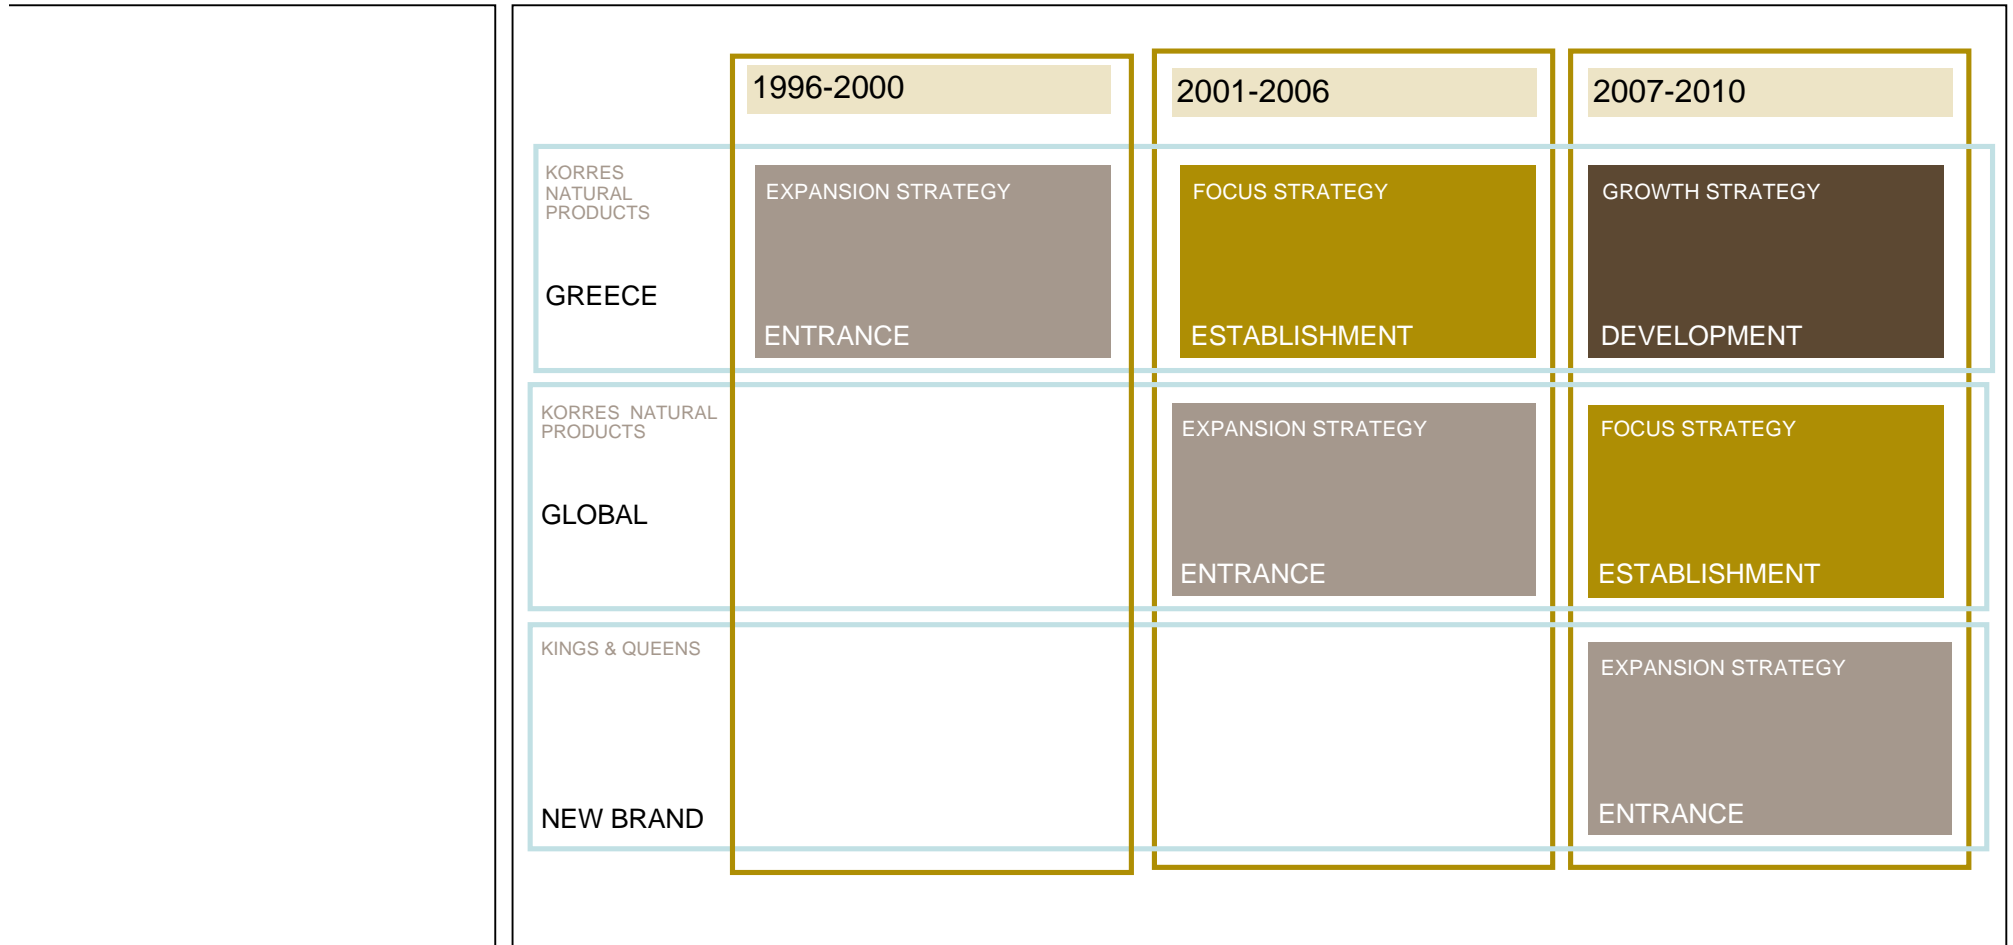 1996-2000
2001-2006
2007-2010
KORRES
NATURAL
PRODUCTS
GREECE
EXPANSION STRATEGY
ENTRANCE
FOCUS STRATEGY
ESTABLISHMENT
GROWTH STRATEGY
DEVELOPMENT
KORRES NATURAL
PRODUCTS
GLOBAL
EXPANSION STRATEGY
ENTRANCE
FOCUS STRATEGY
ESTABLISHMENT
KINGS & QUEENS
NEW BRAND
EXPANSION STRATEGY
ENTRANCE